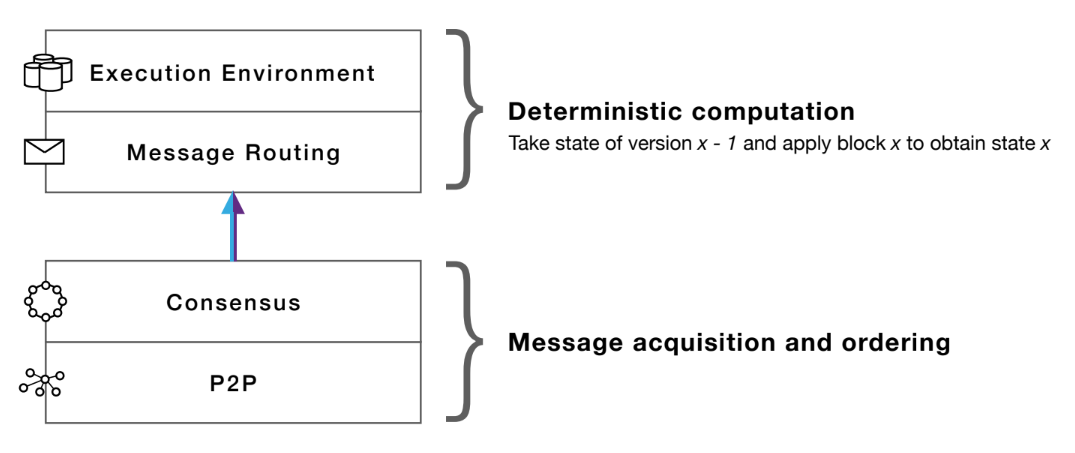 Execution Environment
Message Routing
Deterministic computation
Take state of version x - 1 and apply block x to obtain state x
Consensus
P2P
Message acquisition and ordering